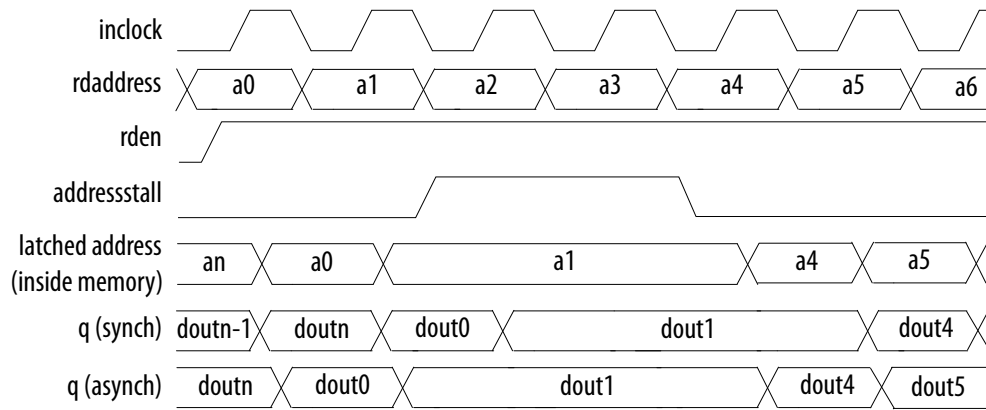 inclock
rdaddress a0 a1 a2 a3 a4 a5 a6
rden
addressstall
latched address
(inside memory) an a0 a1 a4 a5
q (synch) doutn-1 doutn dout0 dout1 dout4
q (asynch) doutn dout0 dout1 dout4 dout5